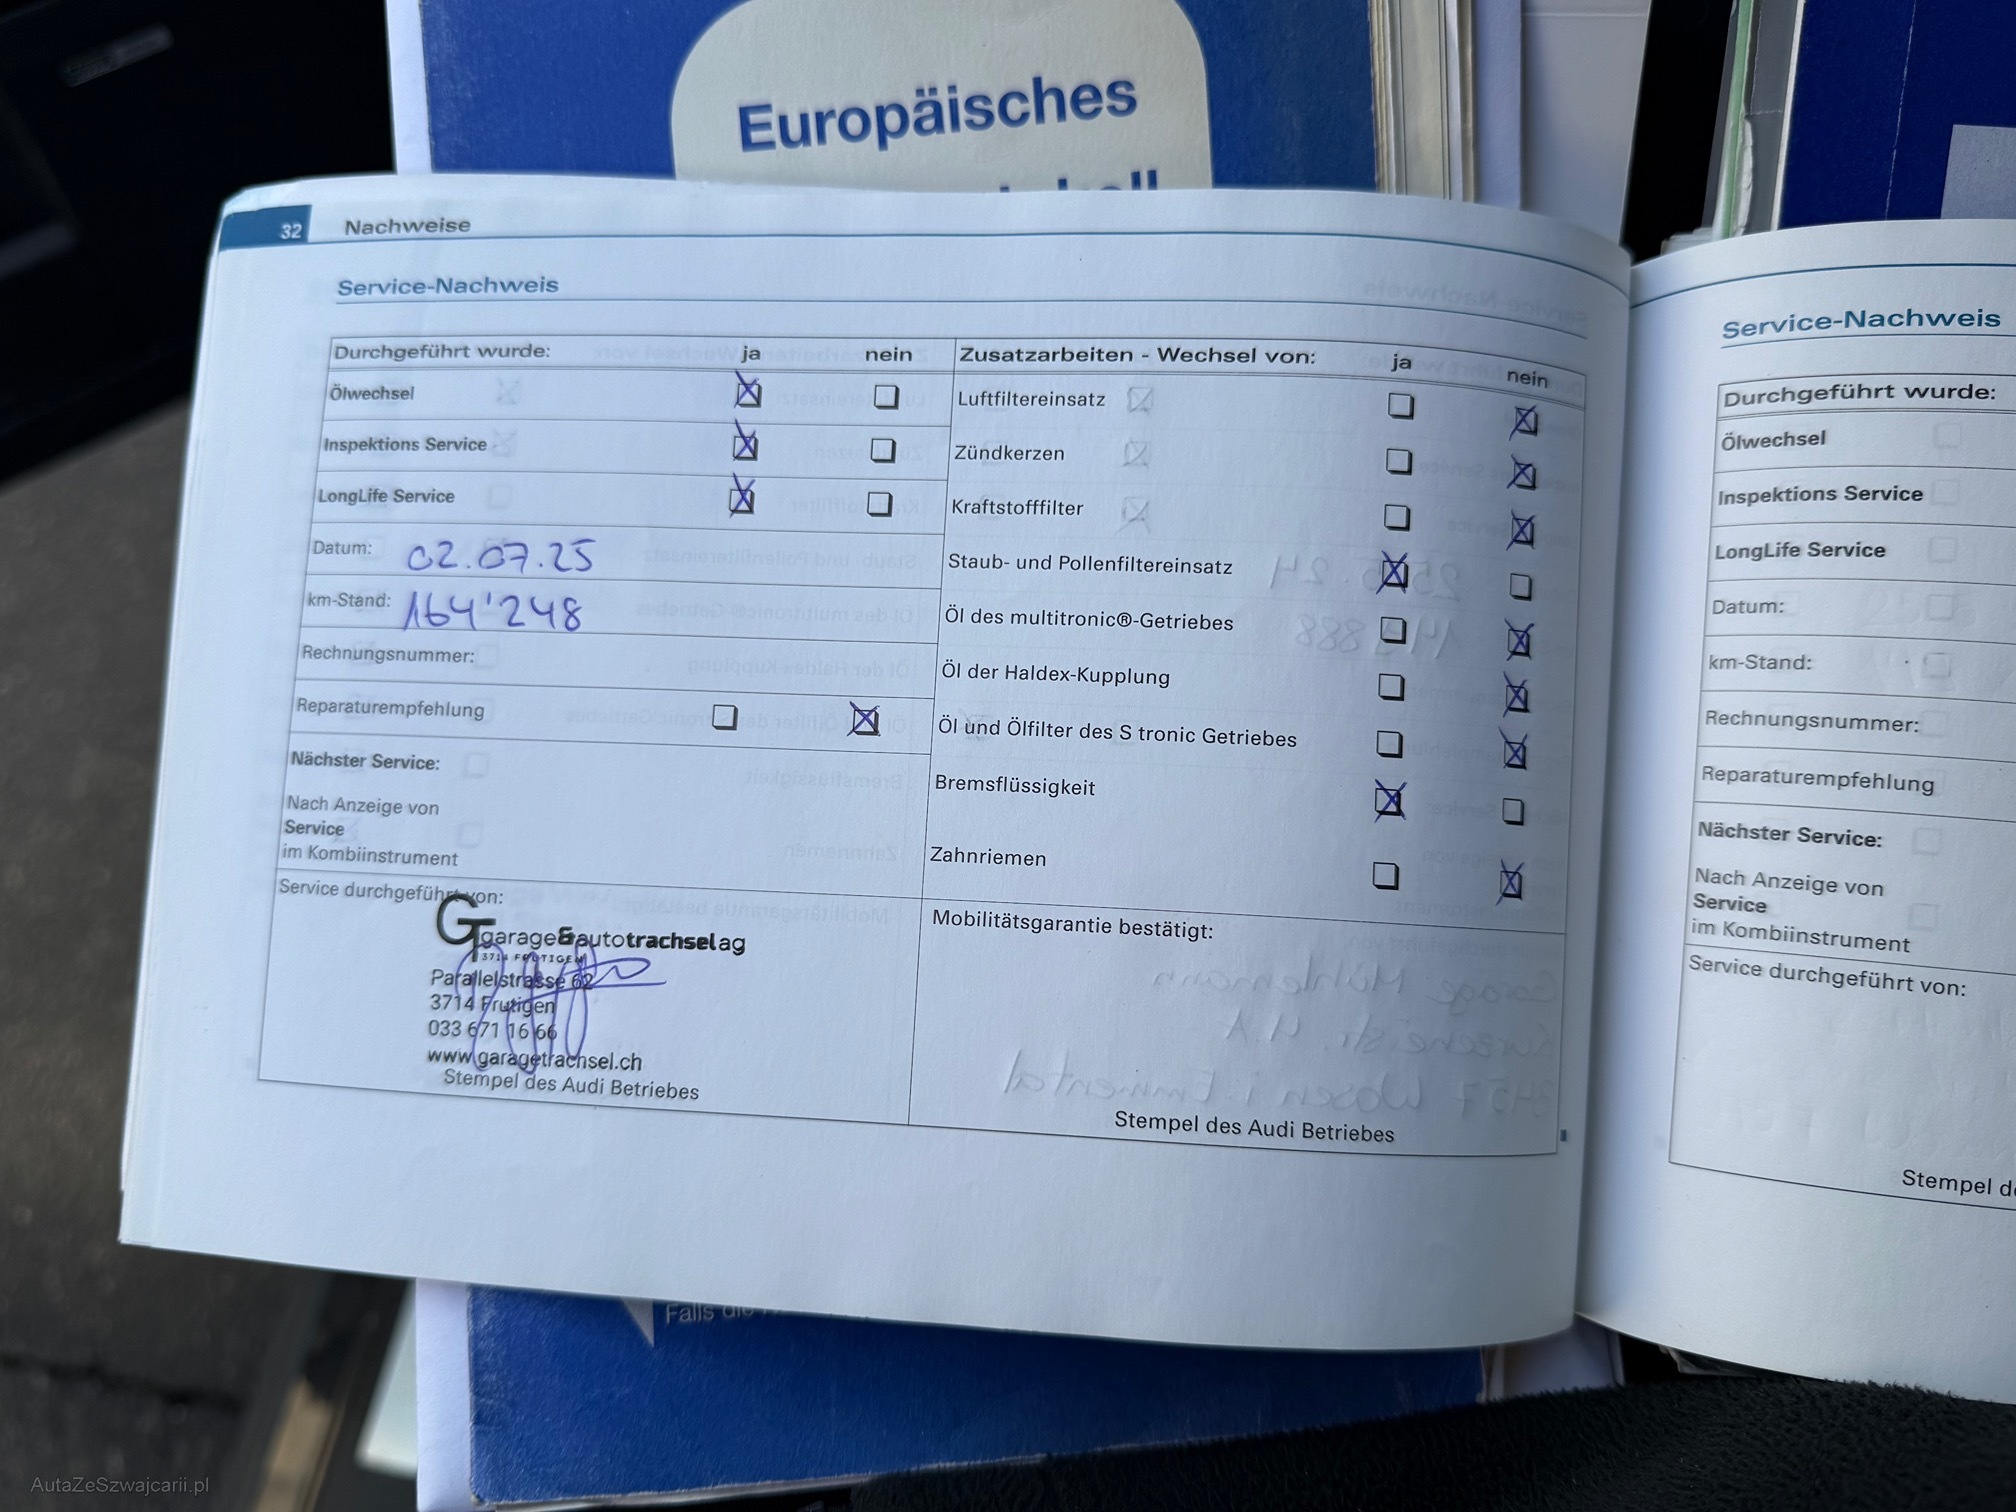 Europäisches
32 Nachweise
Service-Nachweis
Durchgeführt wurde: ja nein
Ölwechsel
Inspektions Service
LongLife Service
Datum: 02.07.25
km-Stand: 164'248
Rechnungsnummer:
Reparaturempfehlung
Nächster Service:
Nach Anzeige von
Service
im Kombiinstrument
Service durchgeführt von:
GT garage&autotrachselag
3714 FRUTIGEN
Parallelstrasse 62
3714 Frutigen
033 671 16 66
www.garagetrachsel.ch
Stempel des Audi Betriebes
Zusatzarbeiten - Wechsel von: ja nein
Luftfiltereinsatz
Zündkerzen
Kraftstofffilter
Staub- und Pollenfiltereinsatz
Öl des multitronic®-Getriebes
Öl der Haldex-Kupplung
Öl und Ölfilter des S tronic Getriebes
Bremsflüssigkeit
Zahnriemen
Mobilitätsgarantie bestätigt:
Stempel des Audi Betriebes
Service-Nachweis
Durchgeführt wurde:
Ölwechsel
Inspektions Service
LongLife Service
Datum:
km-Stand:
Rechnungsnummer:
Reparaturempfehlung
Nächster Service:
Nach Anzeige von
Service
im Kombiinstrument
Service durchgeführt von:
Stempel
Falls die
AutaZeSzwajcarii.pl